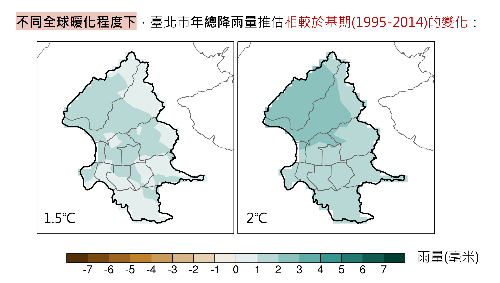 不同全球暖化程度下，臺北市年總降雨量推估相較於基期(1995-2014)的變化：
1.5℃
2℃
-7 -6 -5 -4 -3 -2 -1 0 1 2 3 4 5 6 7
雨量(毫米)